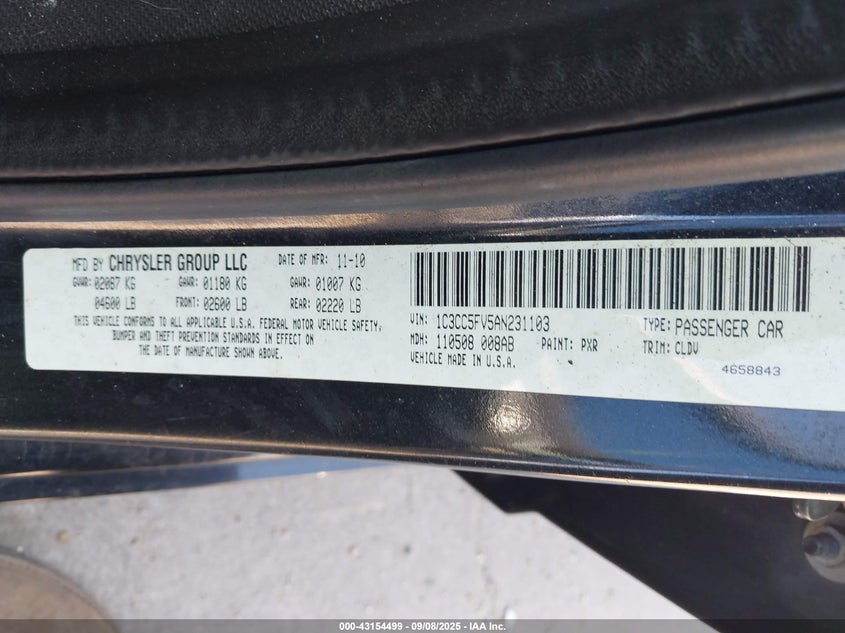 MFD BY CHRYSLER GROUP LLC DATE OF MFR: 11-10
GVWR: 02087 KG GAWR: 01180 KG GAWR: 01007 KG
04600 LB FRONT: 02600 LB REAR: 02220 LB
THIS VEHICLE CONFORMS TO ALL APPLICABLE U.S.A. FEDERAL MOTOR VEHICLE SAFETY,
BUMPER AND THEFT PREVENTION STANDARDS IN EFFECT ON
THE DATE OF MANUFACTURE SHOWN ABOVE.
VIN: 1C3CC5FV5AN231103 TYPE: PASSENGER CAR
MDH: 110508 008AB PAINT: PXR TRIM: CLDV
VEHICLE MADE IN U.S.A.
4658843
000-43154499 - 09/08/2025 - IAA Inc.